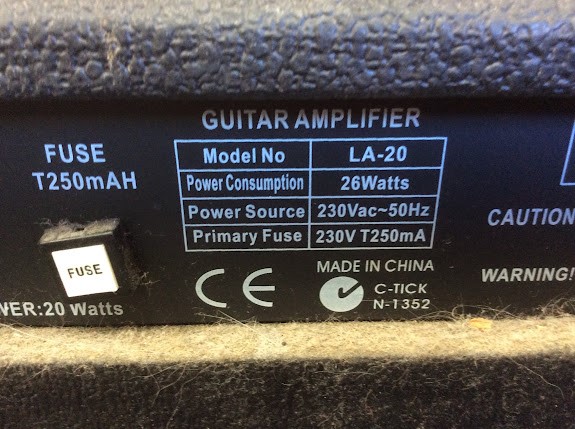 GUITAR AMPLIFIER
FUSE
T250mAH
Model No LA-20
Power Consumption 26Watts
Power Source 230Vac~50Hz
Primary Fuse 230V T250mA
FUSE
CE
MADE IN CHINA
C-TICK
N-1352
CAUTION
WARNING!
WER:20 Watts